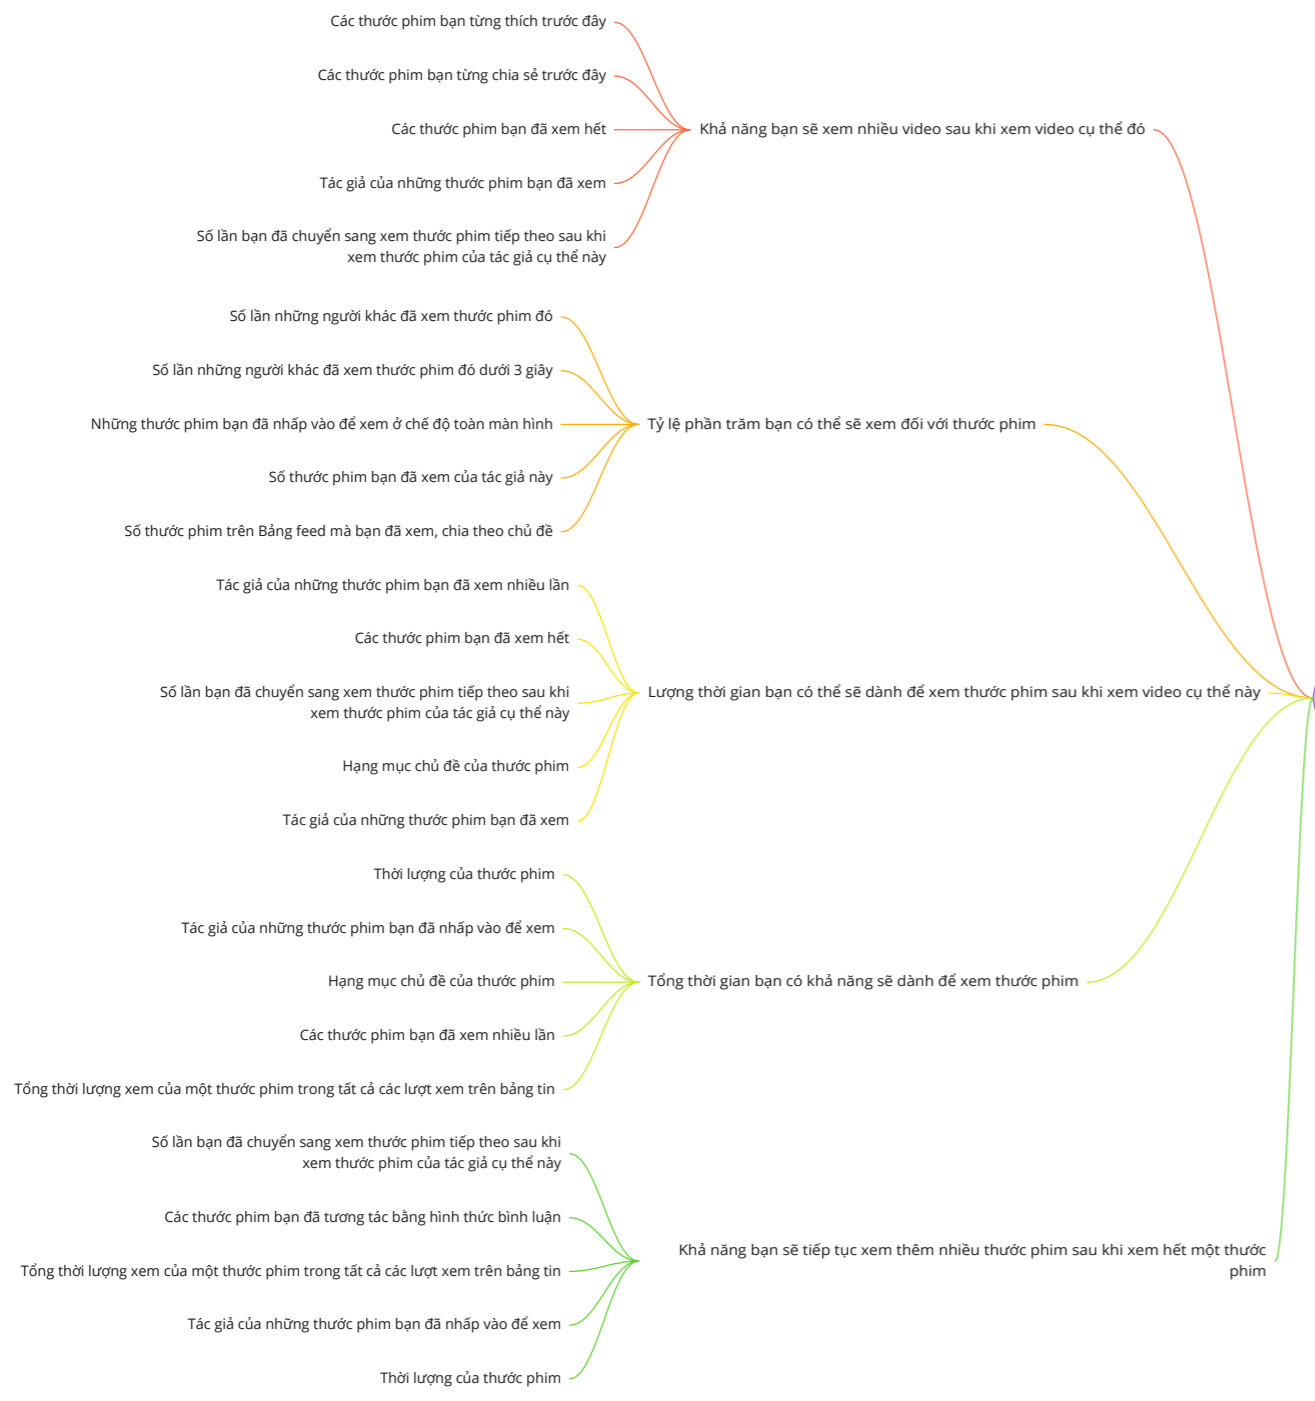 Các thước phim bạn từng thích trước đây
Các thước phim bạn từng chia sẻ trước đây
Các thước phim bạn đã xem hết
Tác giả của những thước phim bạn đã xem
Số lần bạn đã chuyển sang xem thước phim tiếp theo sau khi
xem thước phim của tác giả cụ thể này
Khả năng bạn sẽ xem nhiều video sau khi xem video cụ thể đó
Số lần những người khác đã xem thước phim đó
Số lần những người khác đã xem thước phim đó dưới 3 giây
Những thước phim bạn đã nhấp vào để xem ở chế độ toàn màn hình
Số thước phim bạn đã xem của tác giả này
Số thước phim trên Bảng feed mà bạn đã xem, chia theo chủ đề
Tỷ lệ phần trăm bạn có thể sẽ xem đối với thước phim
Tác giả của những thước phim bạn đã xem nhiều lần
Các thước phim bạn đã xem hết
Số lần bạn đã chuyển sang xem thước phim tiếp theo sau khi
xem thước phim của tác giả cụ thể này
Hạng mục chủ đề của thước phim
Tác giả của những thước phim bạn đã xem
Lượng thời gian bạn có thể sẽ dành để xem thước phim sau khi xem video cụ thể này
Thời lượng của thước phim
Tác giả của những thước phim bạn đã nhấp vào để xem
Hạng mục chủ đề của thước phim
Các thước phim bạn đã xem nhiều lần
Tổng thời lượng xem của một thước phim trong tất cả các lượt xem trên bảng tin
Tổng thời gian bạn có khả năng sẽ dành để xem thước phim
Số lần bạn đã chuyển sang xem thước phim tiếp theo sau khi
xem thước phim của tác giả cụ thể này
Các thước phim bạn đã tương tác bằng hình thức bình luận
Tổng thời lượng xem của một thước phim trong tất cả các lượt xem trên bảng tin
Tác giả của những thước phim bạn đã nhấp vào để xem
Thời lượng của thước phim
Khả năng bạn sẽ tiếp tục xem thêm nhiều thước phim sau khi xem hết một thước
phim